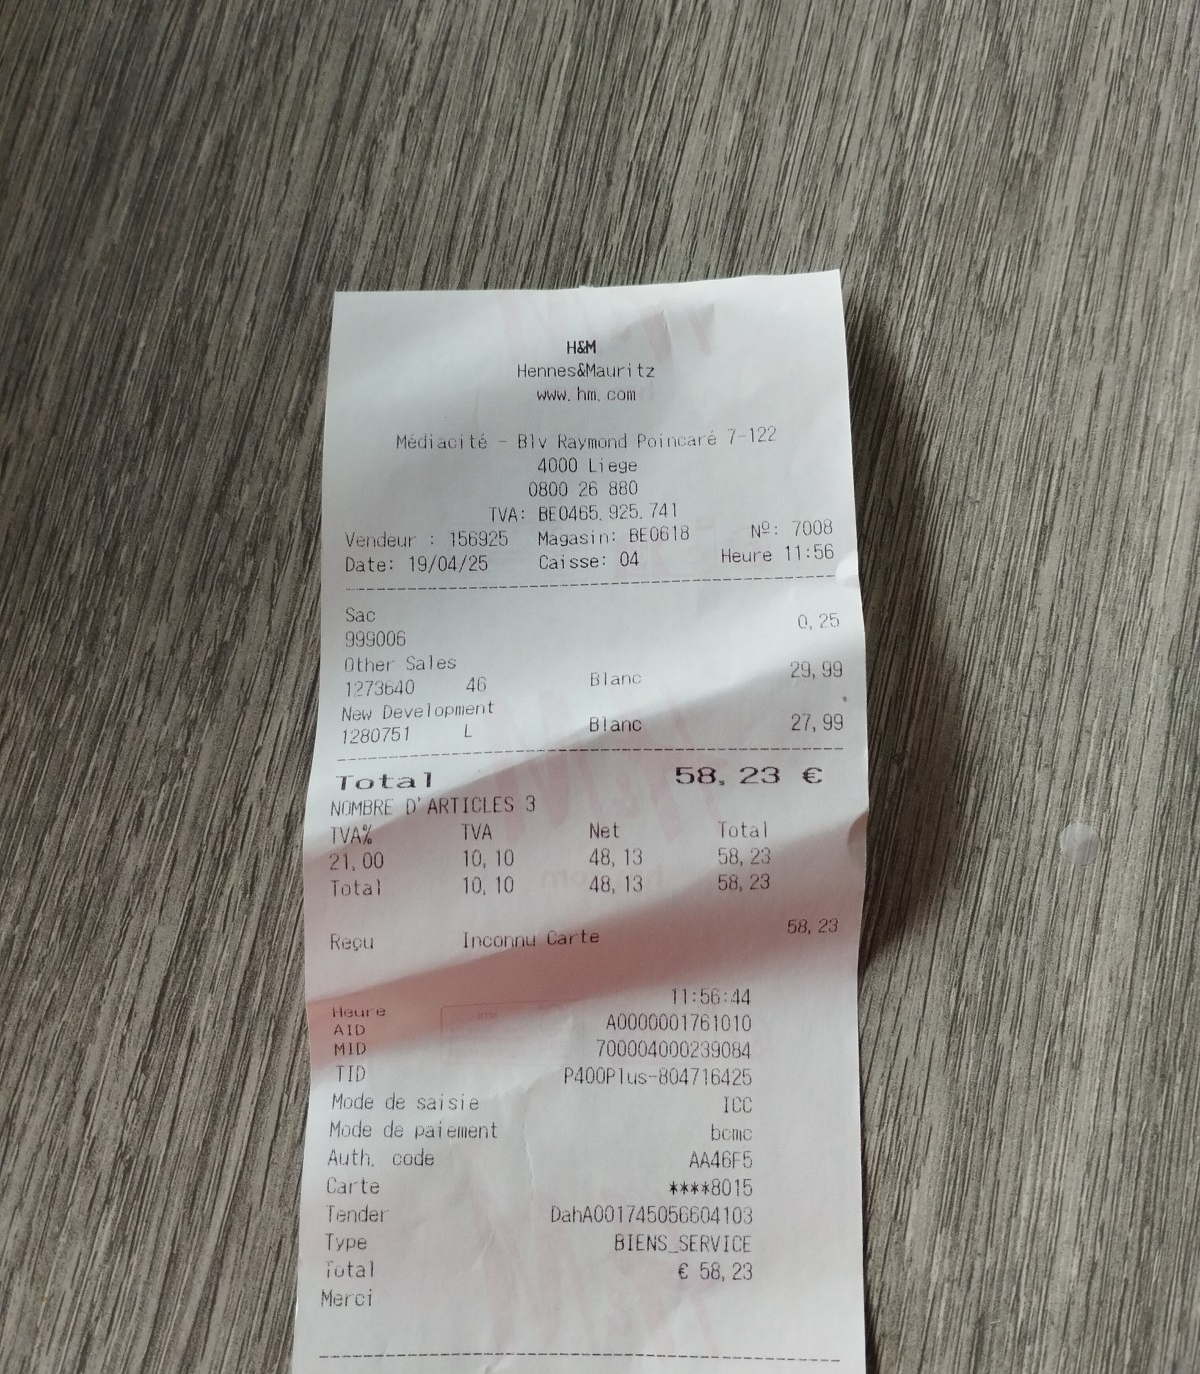 H&M
Hennes&Mauritz
www.hm.com
Médiacité - Blv Raymond Poincaré 7-122
4000 Liege
0800 26 880
TVA: BE0465.925.741
Vendeur : 156925 Magasin: BE0618 Nº: 7008
Date: 19/04/25 Caisse: 04 Heure 11:56
Sac 0,25
999006
Other Sales
1273640 46 Blanc 29,99
New Development
1280751 L Blanc 27,99
Total 58,23 €
NOMBRE D'ARTICLES 3
TVA% TVA Net Total
21,00 10,10 48,13 58,23
Total 10,10 48,13 58,23
Reçu Inconnu Carte 58,23
Heure 11:56:44
AID A0000001761010
MID 700004000239084
TID P400Plus-804716425
Mode de saisie ICC
Mode de paiement bcmc
Auth. code AA46F5
Carte ****8015
Tender DahA001745056604103
Type BIENS_SERVICE
Total € 58,23
Merci